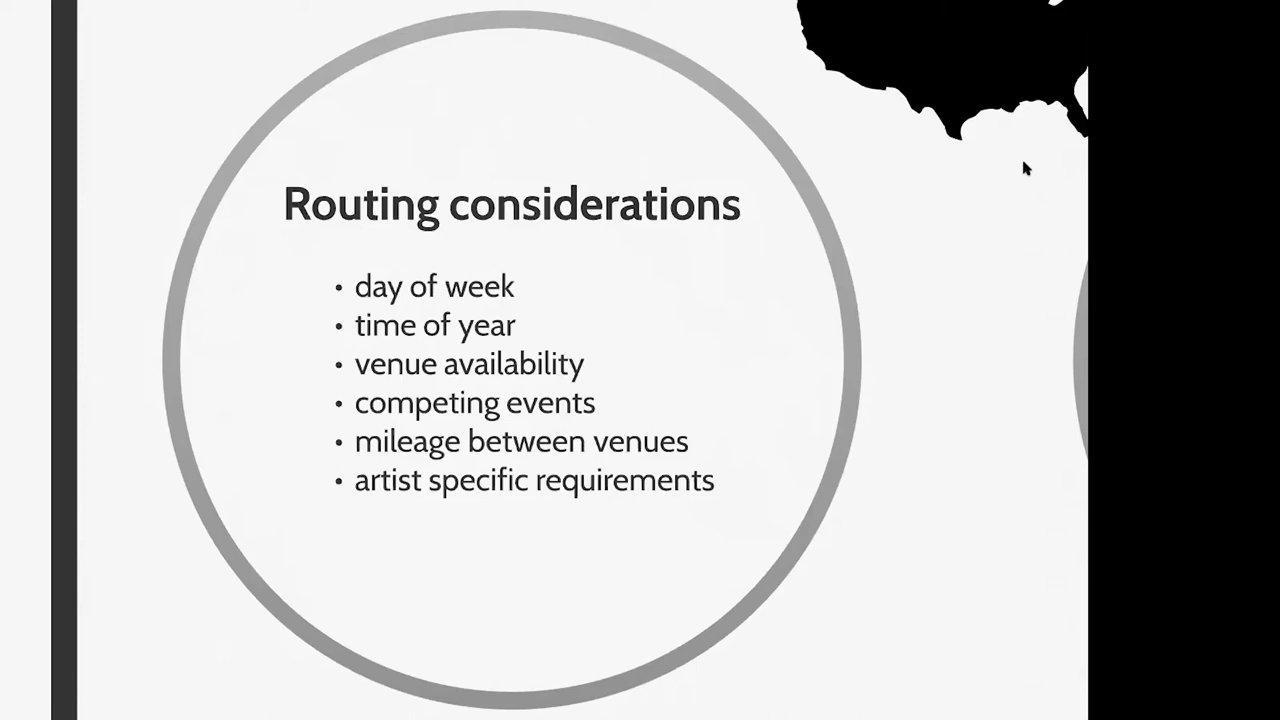 Routing considerations
• day of week
• time of year
• venue availability
• competing events
• mileage between venues
• artist specific requirements